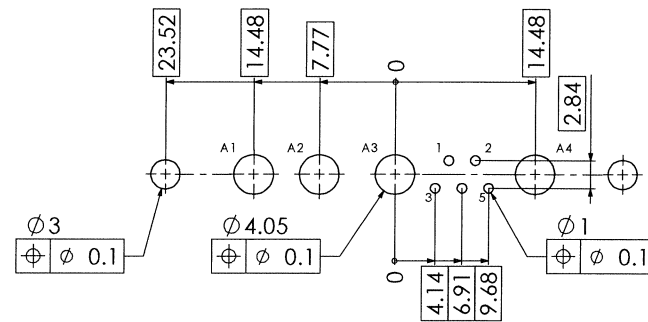 23.52
14.48
7.77
0
14.48
2.84
A1
A2
A3
1
2
A4
3
5
Ø3
⌖ Ø 0.1
Ø4.05
⌖ Ø 0.1
0
4.14
6.91
9.68
Ø1
⌖ Ø 0.1